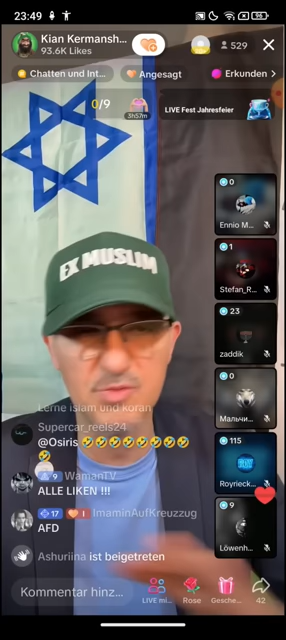 23:49
96
Kian Kermansh...
93.6K Likes
529
Chatten und Int...
Angesagt
Erkunden
0/9
3h57m
LIVE Fest Jahresfeier
0
Ennio M...
EX MUSLIM
1
Stefan_R...
23
zaddik
0
Мальчи...
115
Royrieck...
9
Löwenh...
Lerne islam und koran
Supercar_reels24
@Osiris 🤣🤣🤣🤣🤣🤣🤣🤣
🤣
9 WamanTV
ALLE LIKEN !!!
17 1 ImaminAufKreuzzug
AFD
Ashuriina ist beigetreten
Kommentar hinz...
LIVE mi...
Rose
Gesche...
42